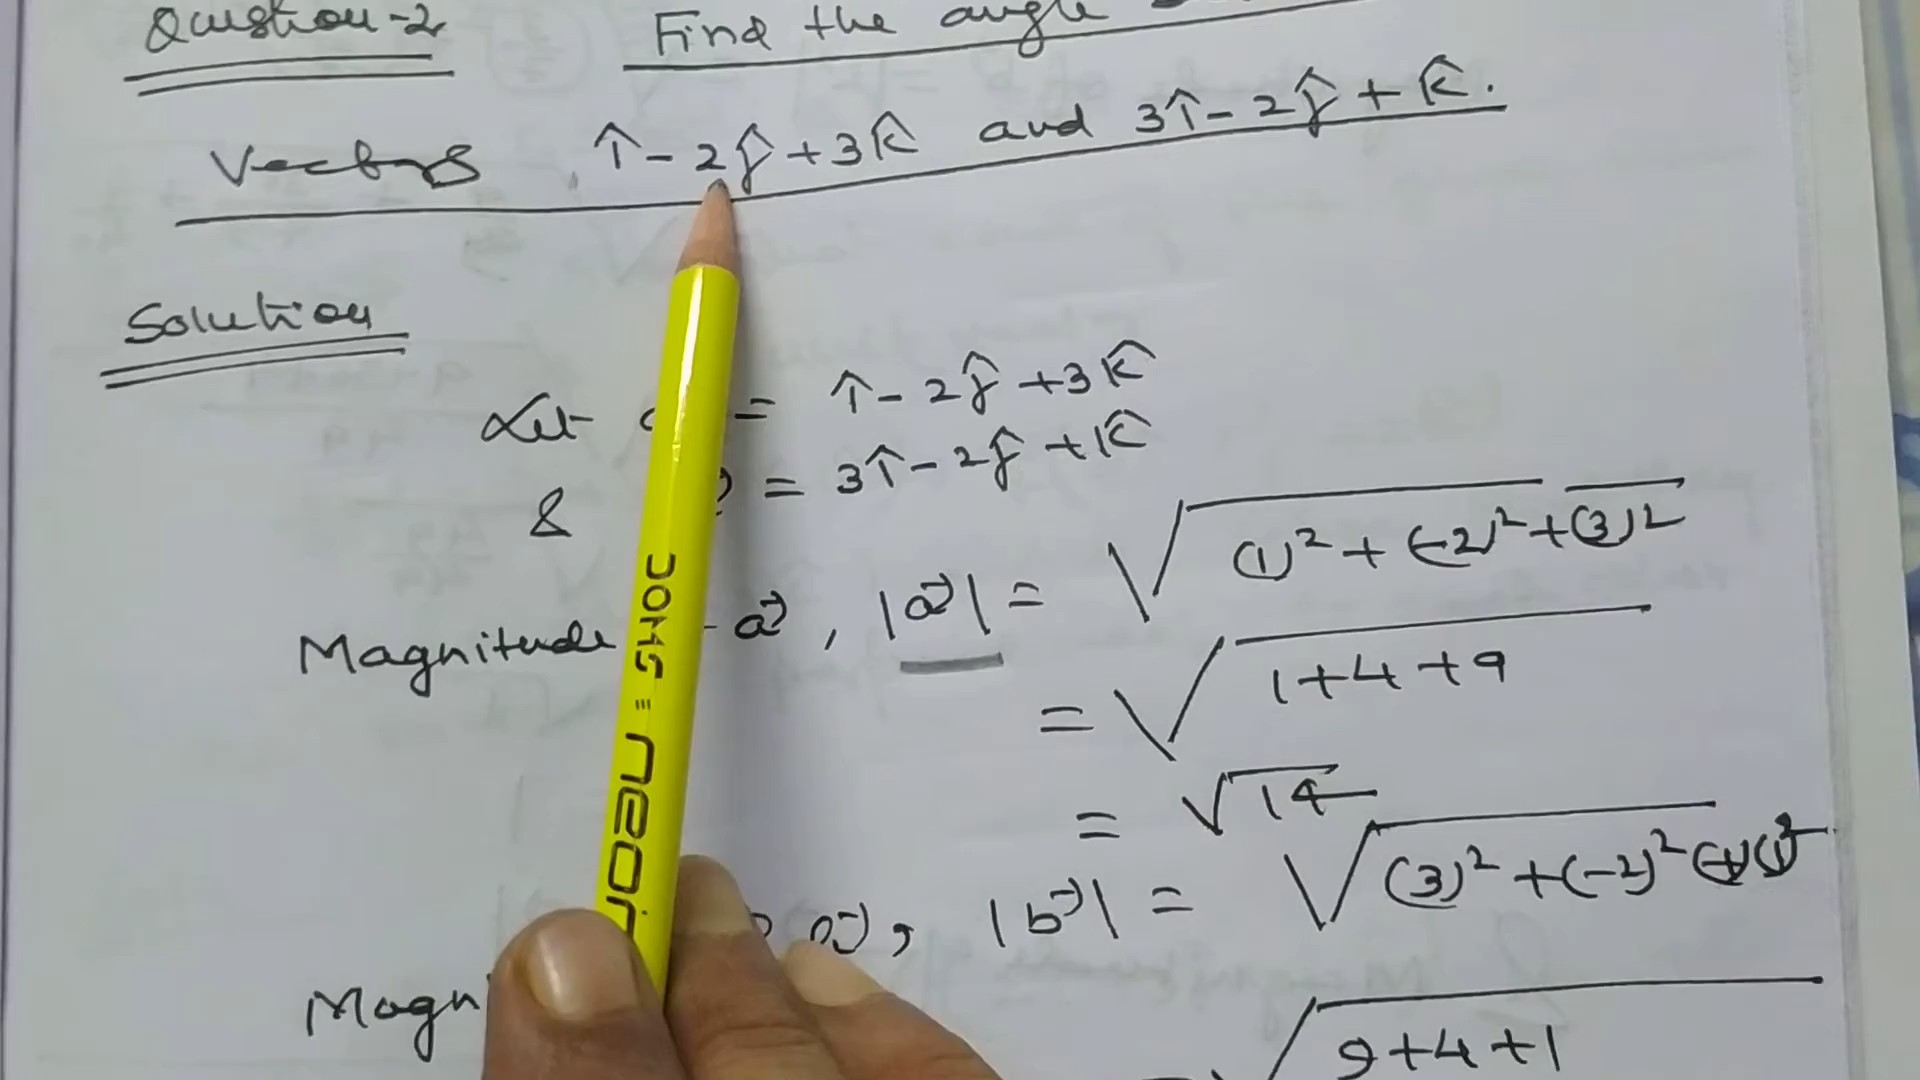 Question-2 Find the angle
Vectors î - 2ĵ + 3k̂ and 3î - 2ĵ + k̂.
Solution
Let = î - 2ĵ + 3k̂
& = 3î - 2ĵ + k̂
Magnitude a⃗, |a⃗| = √(1)² + (-2)² + (3)²
= √1+4+9
= √14
a⃗, |b⃗| = √(3)² + (-2)² + (1)²
Magni
√9+4+1
DOMS neon